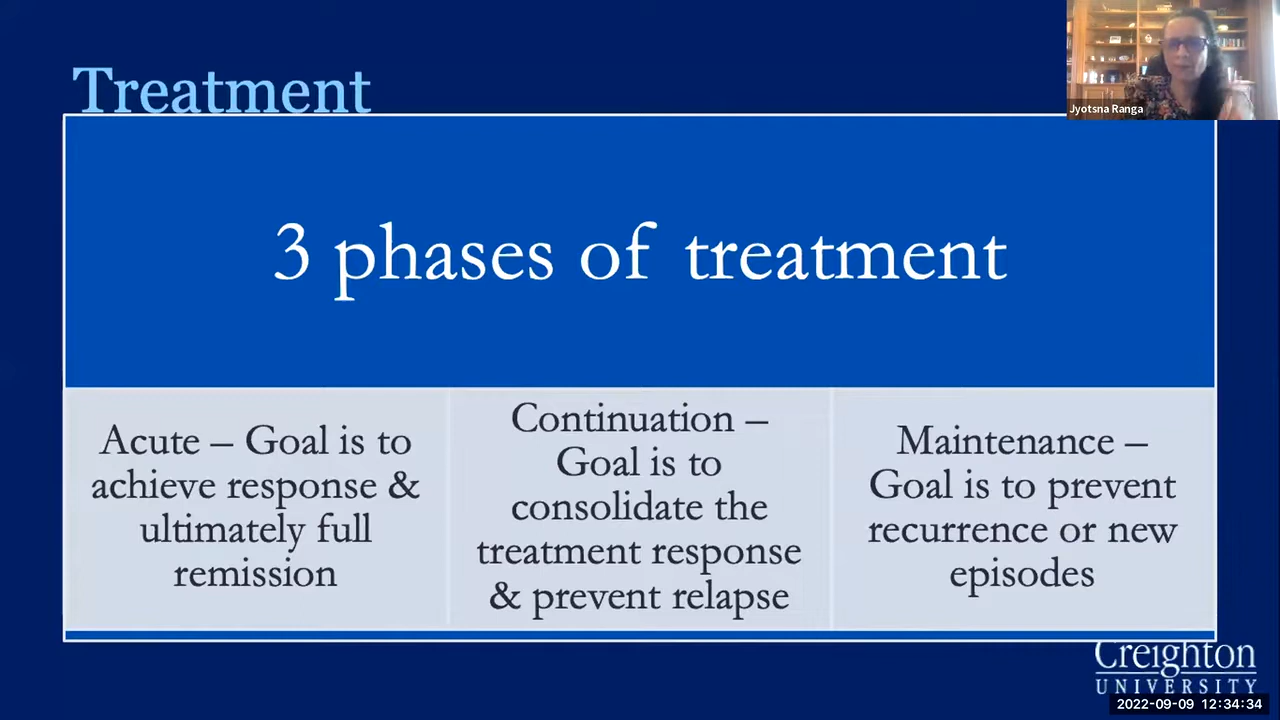 Treatment
Jyotsna Ranga
3 phases of treatment
Acute – Goal is to
achieve response &
ultimately full
remission
Continuation –
Goal is to
consolidate the
treatment response
& prevent relapse
Maintenance –
Goal is to prevent
recurrence or new
episodes
Creighton
UNIVERSITY
2022-09-09 12:34:34